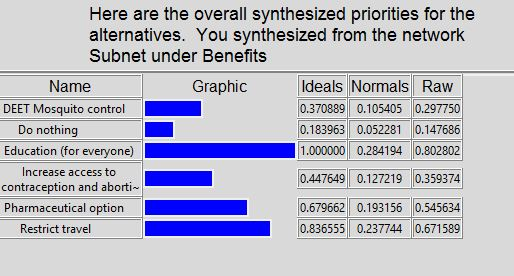 Here are the overall synthesized priorities for the
alternatives. You synthesized from the network
Subnet under Benefits
Name Graphic Ideals Normals Raw
DEET Mosquito control 0.370889 0.105405 0.297750
Do nothing 0.183963 0.052281 0.147686
Education (for everyone) 1.000000 0.284194 0.802802
Increase access to
contraception and aborti~ 0.447649 0.127219 0.359374
Pharmaceutical option 0.679662 0.193156 0.545634
Restrict travel 0.836555 0.237744 0.671589